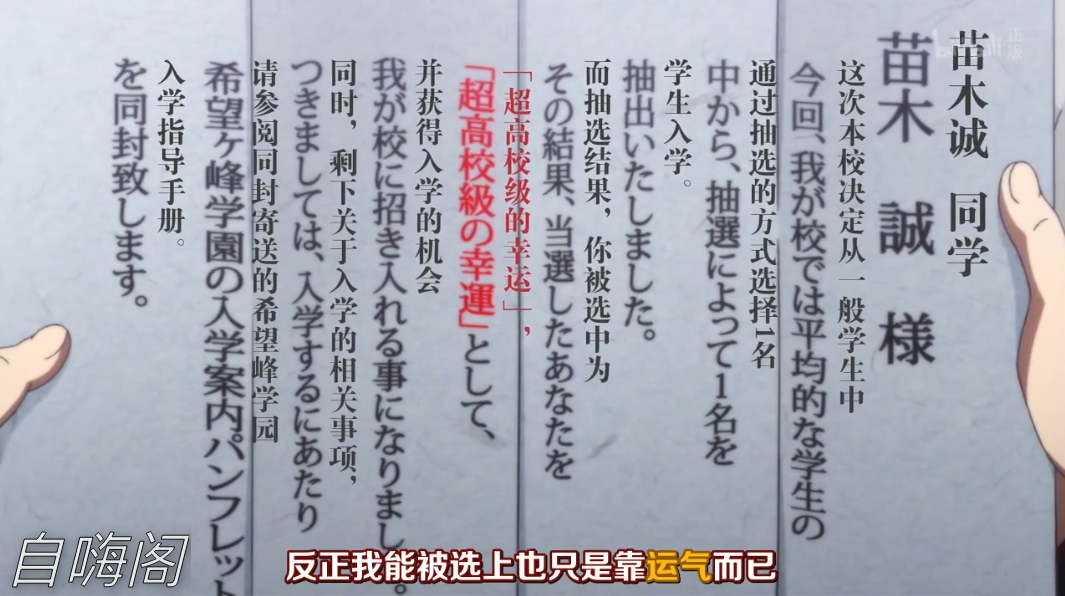 苗木诚 同学
苗木 誠 様
这次本校决定从一般学生中
今回、我が校では平均的な学生の
通过抽选的方式选择1名
中から、抽選によって1名を
学生入学。
抽出いたしました。
而抽选结果，你被选中为
その結果、当選したあなたを
「超高校级的幸运」，
「超高校級の幸運」として、
并获得入学的机会
我が校に招き入れる事になりました。
同时，剩下关于入学的相关事项，
つきましては、入学するにあたり
请参阅同封寄送的希望峰学园
希望ヶ峰学園の入学案内パンフレット
入学指导手册。
を同封致します。
bilibili 正版
自嗨阁
反正我能被选上也只是靠运气而已